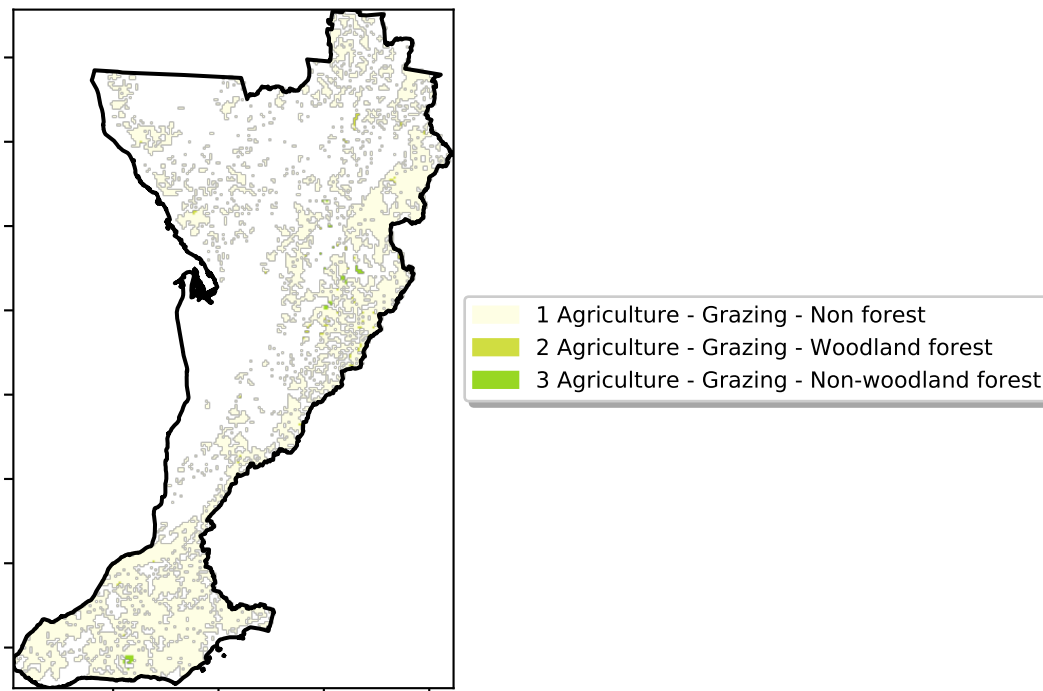 1 Agriculture - Grazing - Non forest
2 Agriculture - Grazing - Woodland forest
3 Agriculture - Grazing - Non-woodland forest